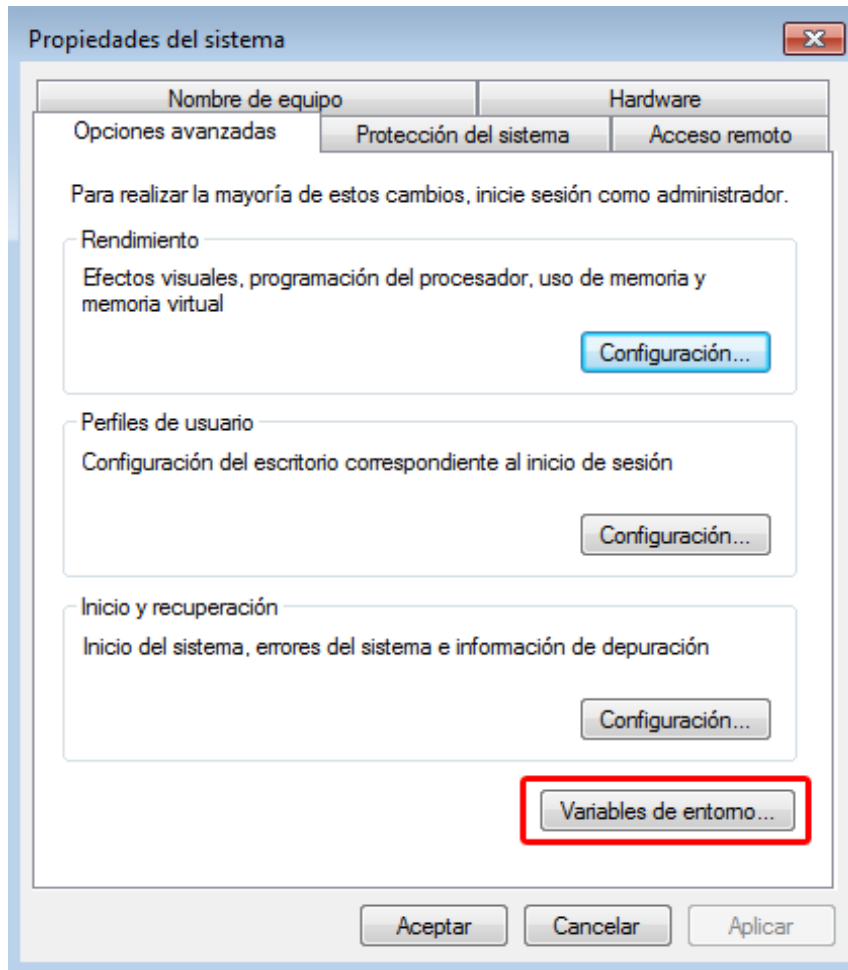 Propiedades del sistema
Nombre de equipo
Hardware
Opciones avanzadas
Protección del sistema
Acceso remoto
Para realizar la mayoría de estos cambios, inicie sesión como administrador.
Rendimiento
Efectos visuales, programación del procesador, uso de memoria y
memoria virtual
Configuración...
Perfiles de usuario
Configuración del escritorio correspondiente al inicio de sesión
Configuración...
Inicio y recuperación
Inicio del sistema, errores del sistema e información de depuración
Configuración...
Variables de entorno...
Aceptar
Cancelar
Aplicar